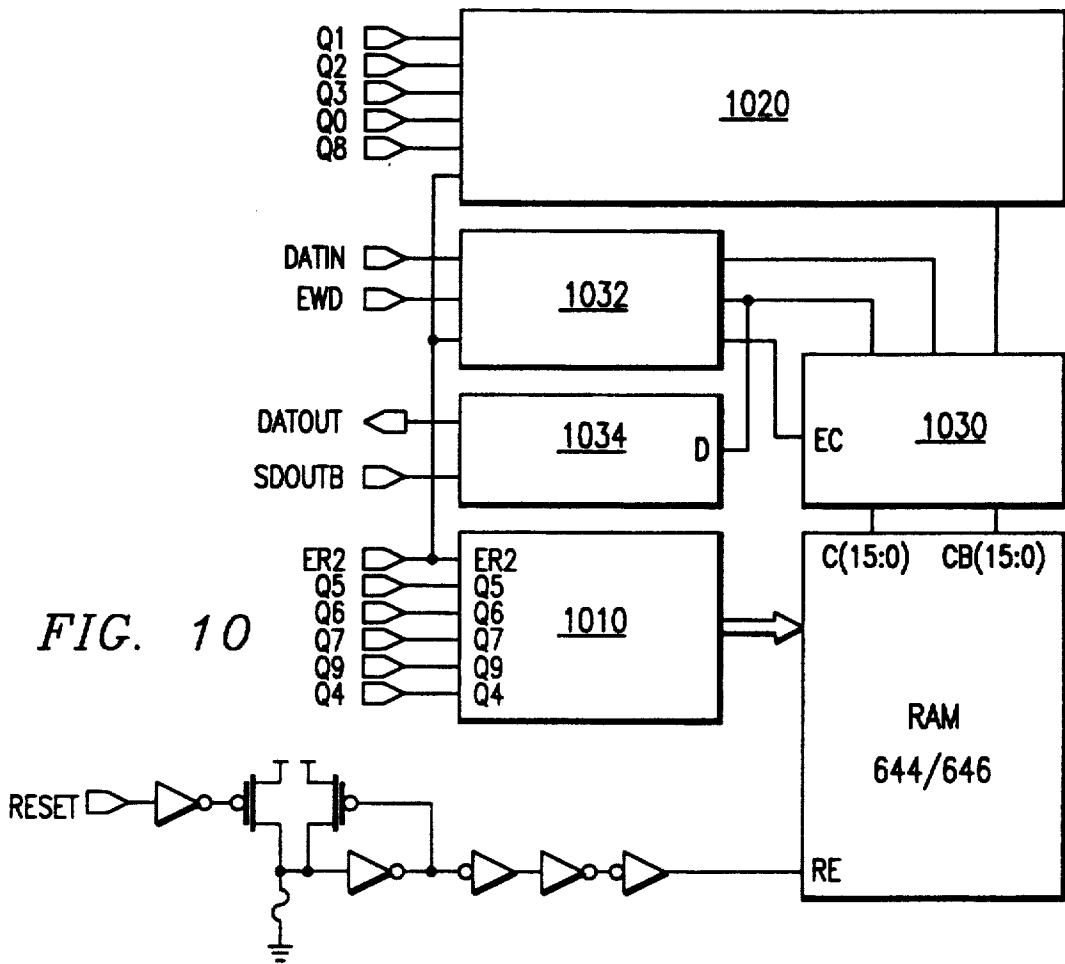 Q1
Q2
Q3
Q0
Q8
1020
DATIN
EWD
1032
DATOUT
SDOUTB
1034
D
EC
1030
ER2
Q5
Q6
Q7
Q9
Q4
ER2
Q5
Q6
Q7
Q9
Q4
1010
C(15:0) CB(15:0)
RAM
644/646
RE
FIG. 10
RESET